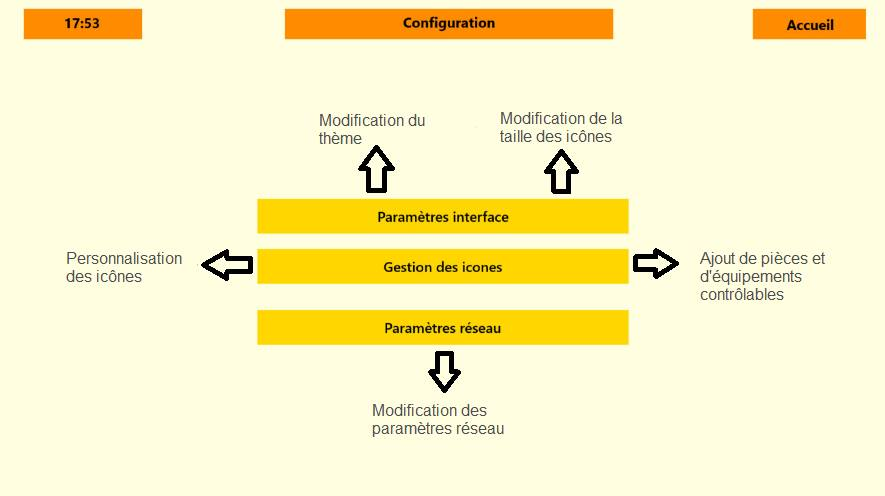 17:53
Configuration
Accueil
Modification du
thème
Modification de la
taille des icônes
Paramètres interface
Personnalisation
des icônes
Gestion des icones
Ajout de pièces et
d'équipements
contrôlables
Paramètres réseau
Modification des
paramètres réseau